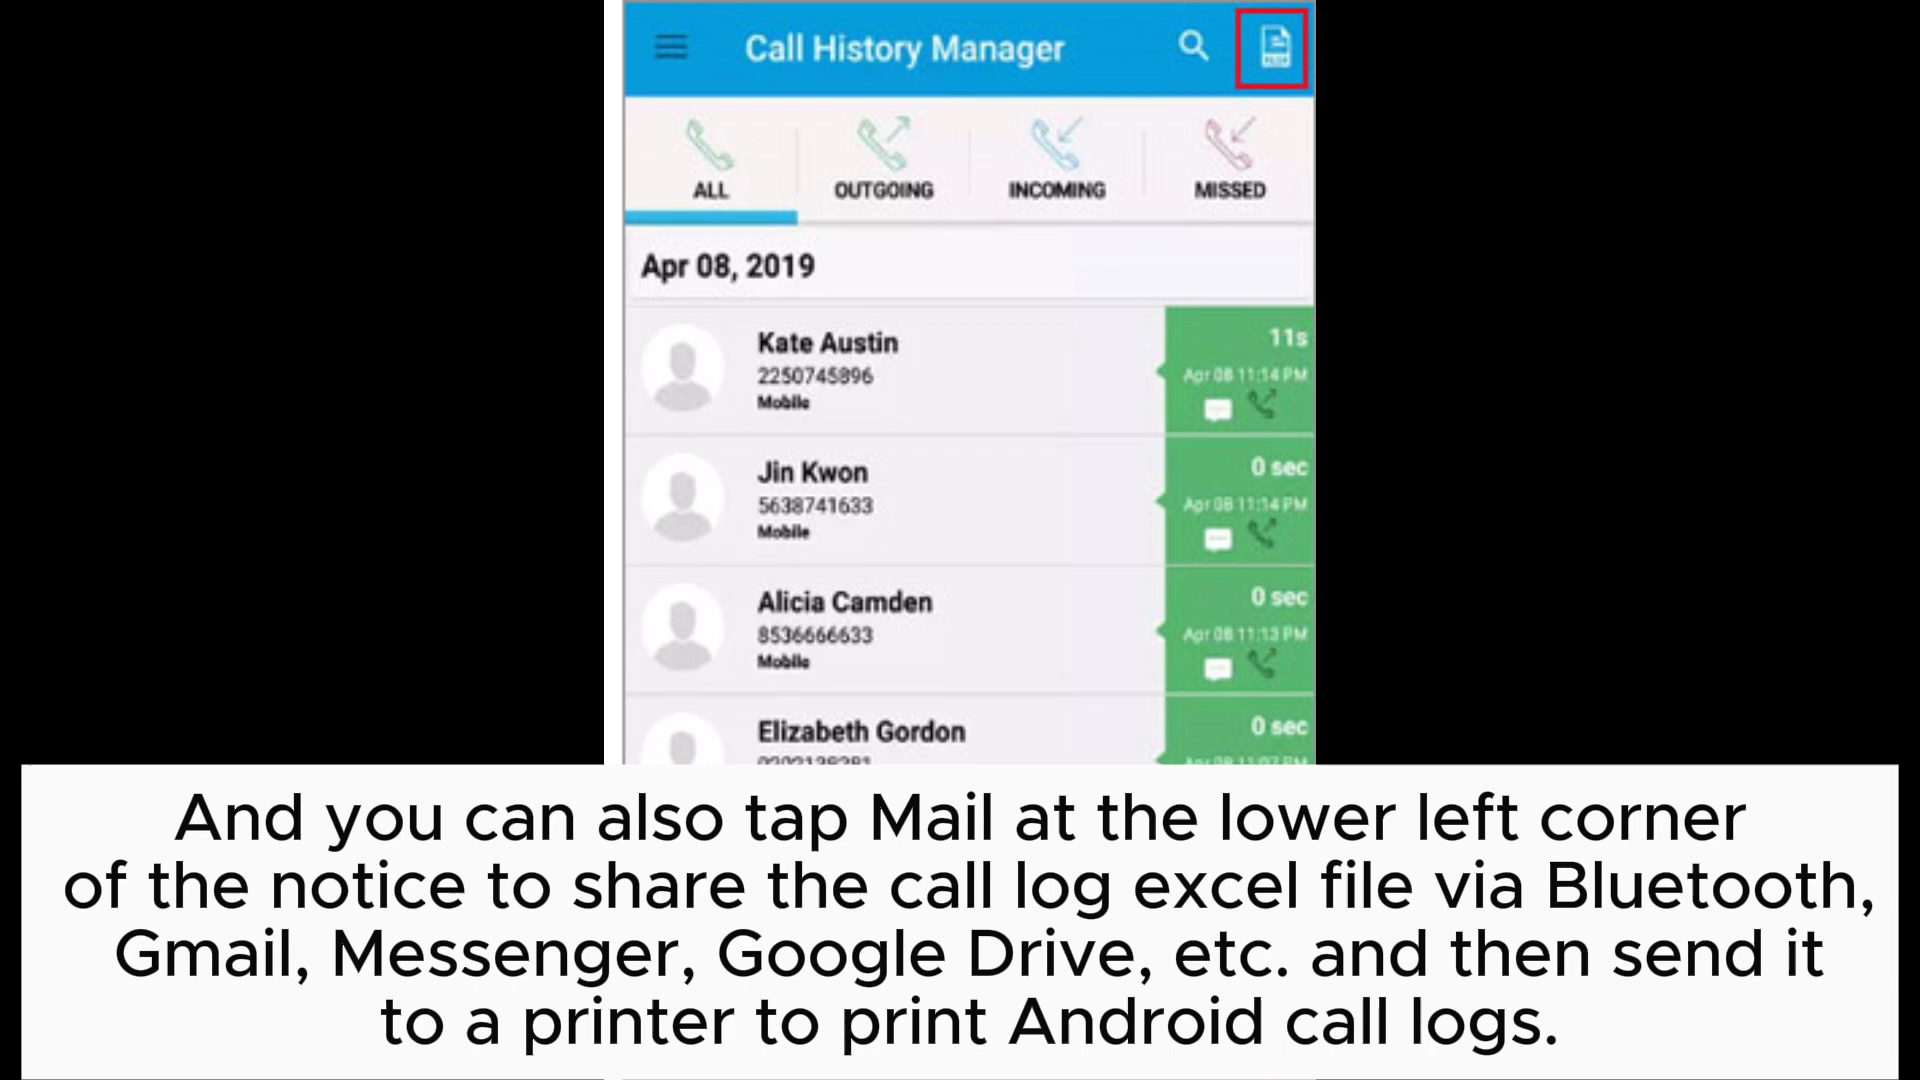 Call History Manager
ALL
OUTGOING
INCOMING
MISSED
Apr 08, 2019
Kate Austin
2250745896
Mobile
11s
Apr 08 11:14 PM
Jin Kwon
5638741633
Mobile
0 sec
Apr 08 11:14 PM
Alicia Camden
8536666633
Mobile
0 sec
Apr 08 11:13 PM
Elizabeth Gordon
0 sec
And you can also tap Mail at the lower left corner
of the notice to share the call log excel file via Bluetooth,
Gmail, Messenger, Google Drive, etc. and then send it
to a printer to print Android call logs.